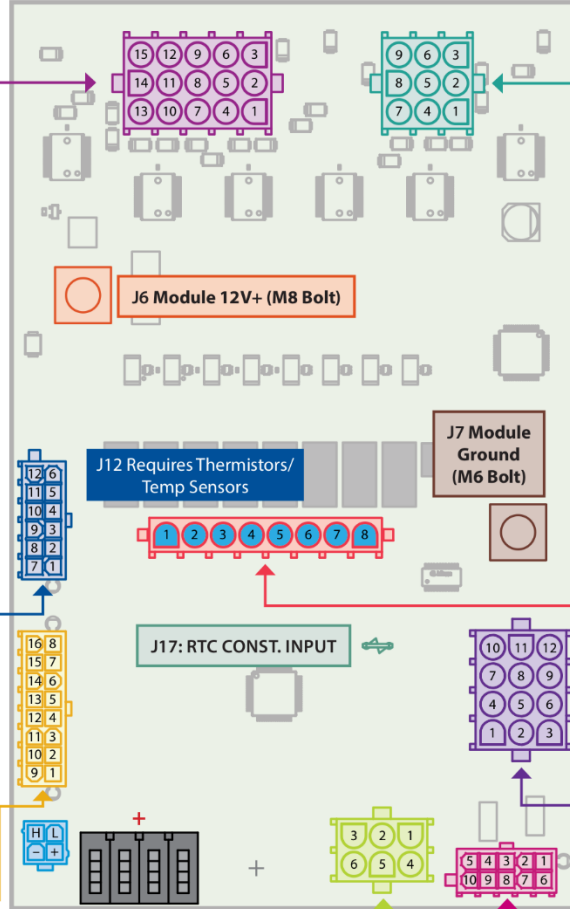 15 12 9 6 3
14 11 8 5 2
13 10 7 4 1
9 6 3
8 5 2
7 4 1
J6 Module 12V+ (M8 Bolt)
J7 Module
Ground
(M6 Bolt)
J12 Requires Thermistors/
Temp Sensors
12 6
11 5
10 4
9 3
8 2
7 1
1 2 3 4 5 6 7 8
J17: RTC CONST. INPUT
16 8
15 7
14 6
13 5
12 4
11 3
10 2
9 1
10 11 12
7 8 9
4 5 6
1 2 3
H L
− +
+
+
3 2 1
6 5 4
5 4 3 2 1
10 9 8 7 6